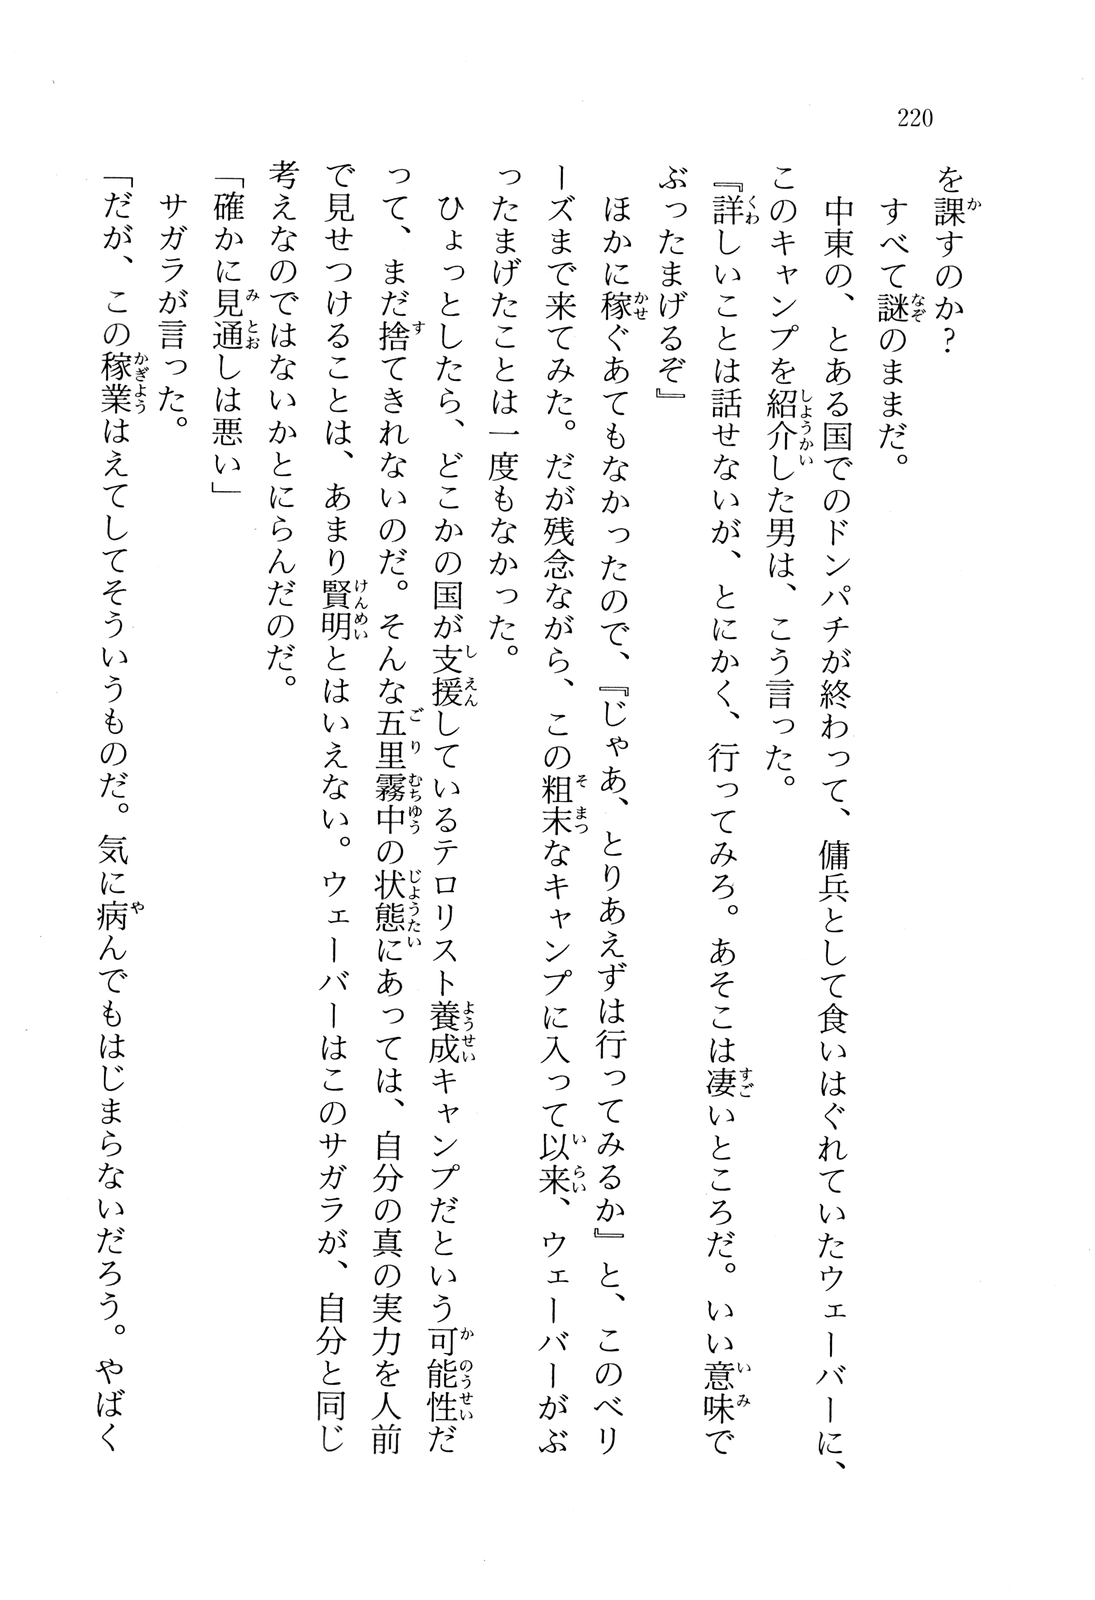 220
を課すのか？
すべて謎のままだ。
中東の、とある国でのドンパチが終わって、傭兵として食いはぐれていたウェーバーに、
このキャンプを紹介した男は、こう言った。
『詳しいことは話せないが、とにかく、行ってみろ。あそこは凄いところだ。いい意味で
ぶったまげるぞ』
ほかに稼ぐあてもなかったので、『じゃあ、とりあえずは行ってみるか』と、このベリ
ーズまで来てみた。だが残念ながら、この粗末なキャンプに入って以来、ウェーバーがぶ
ったまげたことは一度もなかった。
ひょっとしたら、どこかの国が支援しているテロリスト養成キャンプだという可能性だ
って、まだ捨てきれないのだ。そんな五里霧中の状態にあっては、自分の真の実力を人前
で見せつけることは、あまり賢明とはいえない。ウェーバーはこのサガラが、自分と同じ
考えなのではないかとにらんだのだ。
「確かに見通しは悪い」
サガラが言った。
「だが、この稼業はえてしてそういうものだ。気に病んでもはじまらないだろう。やばく